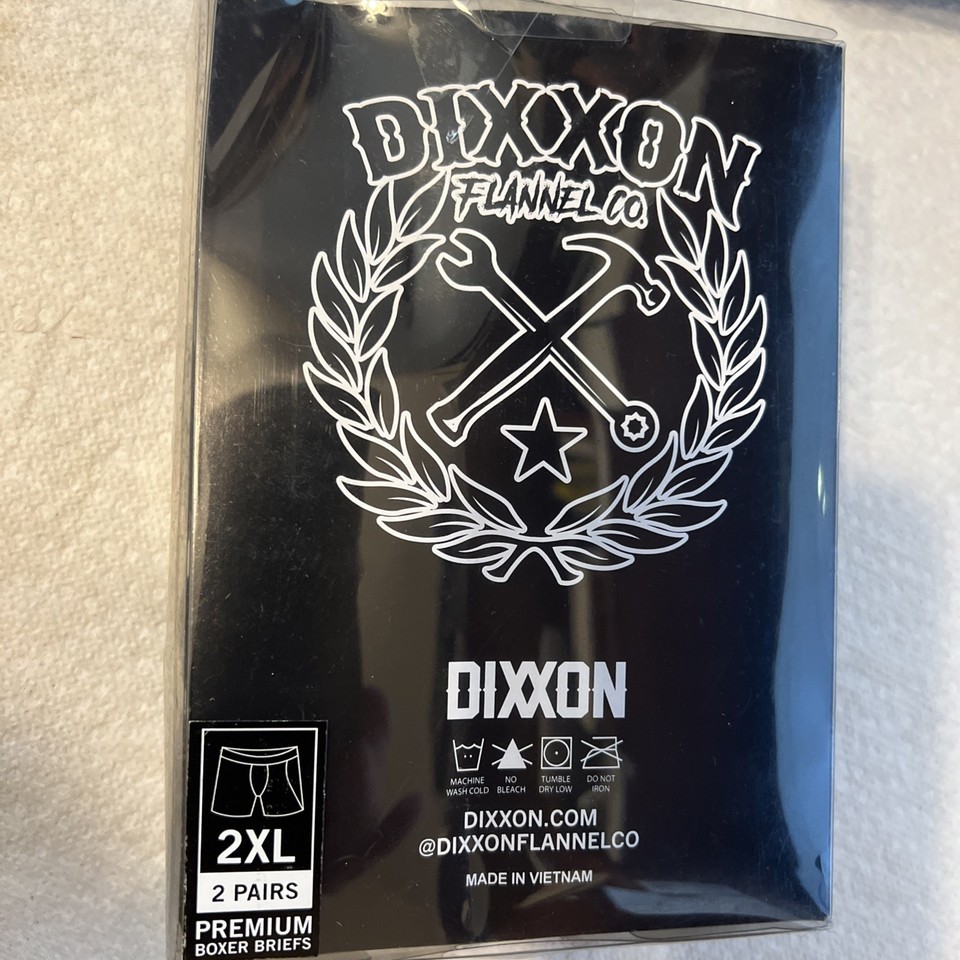 DIXXON
FLANNEL CO.
DIXXON
MACHINE WASH COLD
NO BLEACH
TUMBLE DRY LOW
DO NOT IRON
DIXXON.COM
@DIXXONFLANNELCO
MADE IN VIETNAM
2XL
2 PAIRS
PREMIUM
BOXER BRIEFS